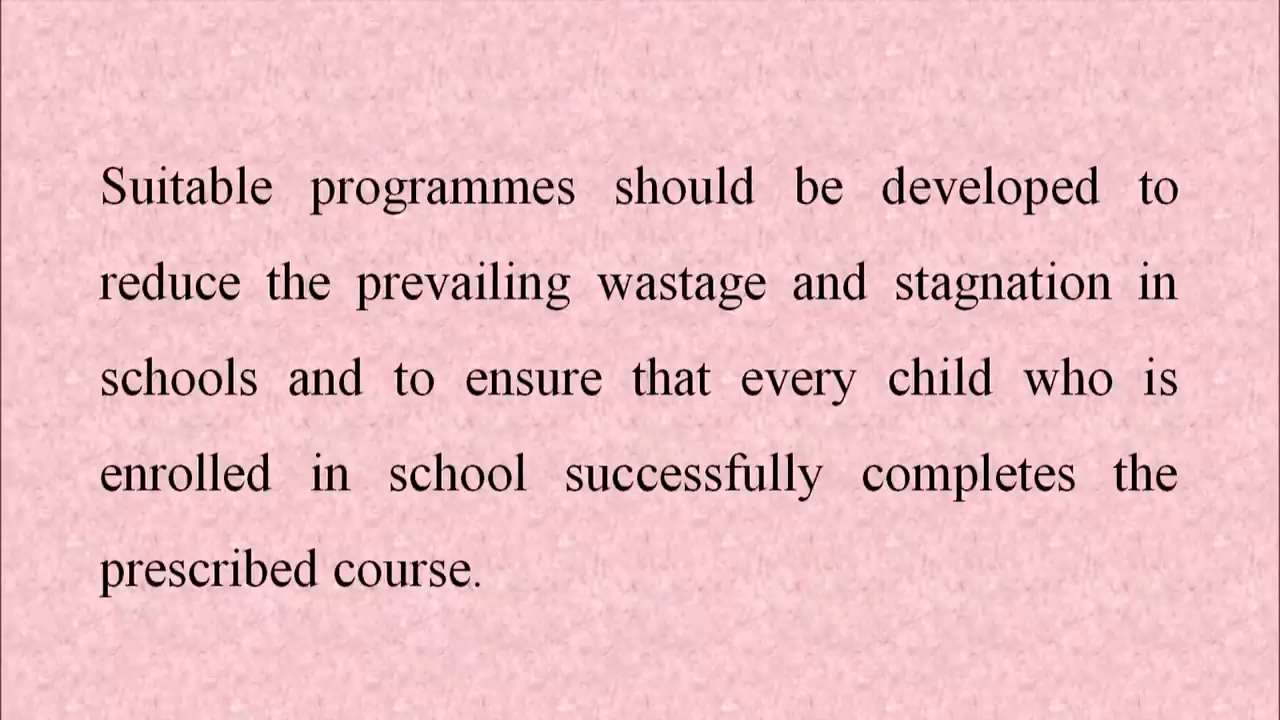 Suitable programmes should be developed to
reduce the prevailing wastage and stagnation in
schools and to ensure that every child who is
enrolled in school successfully completes the
prescribed course.